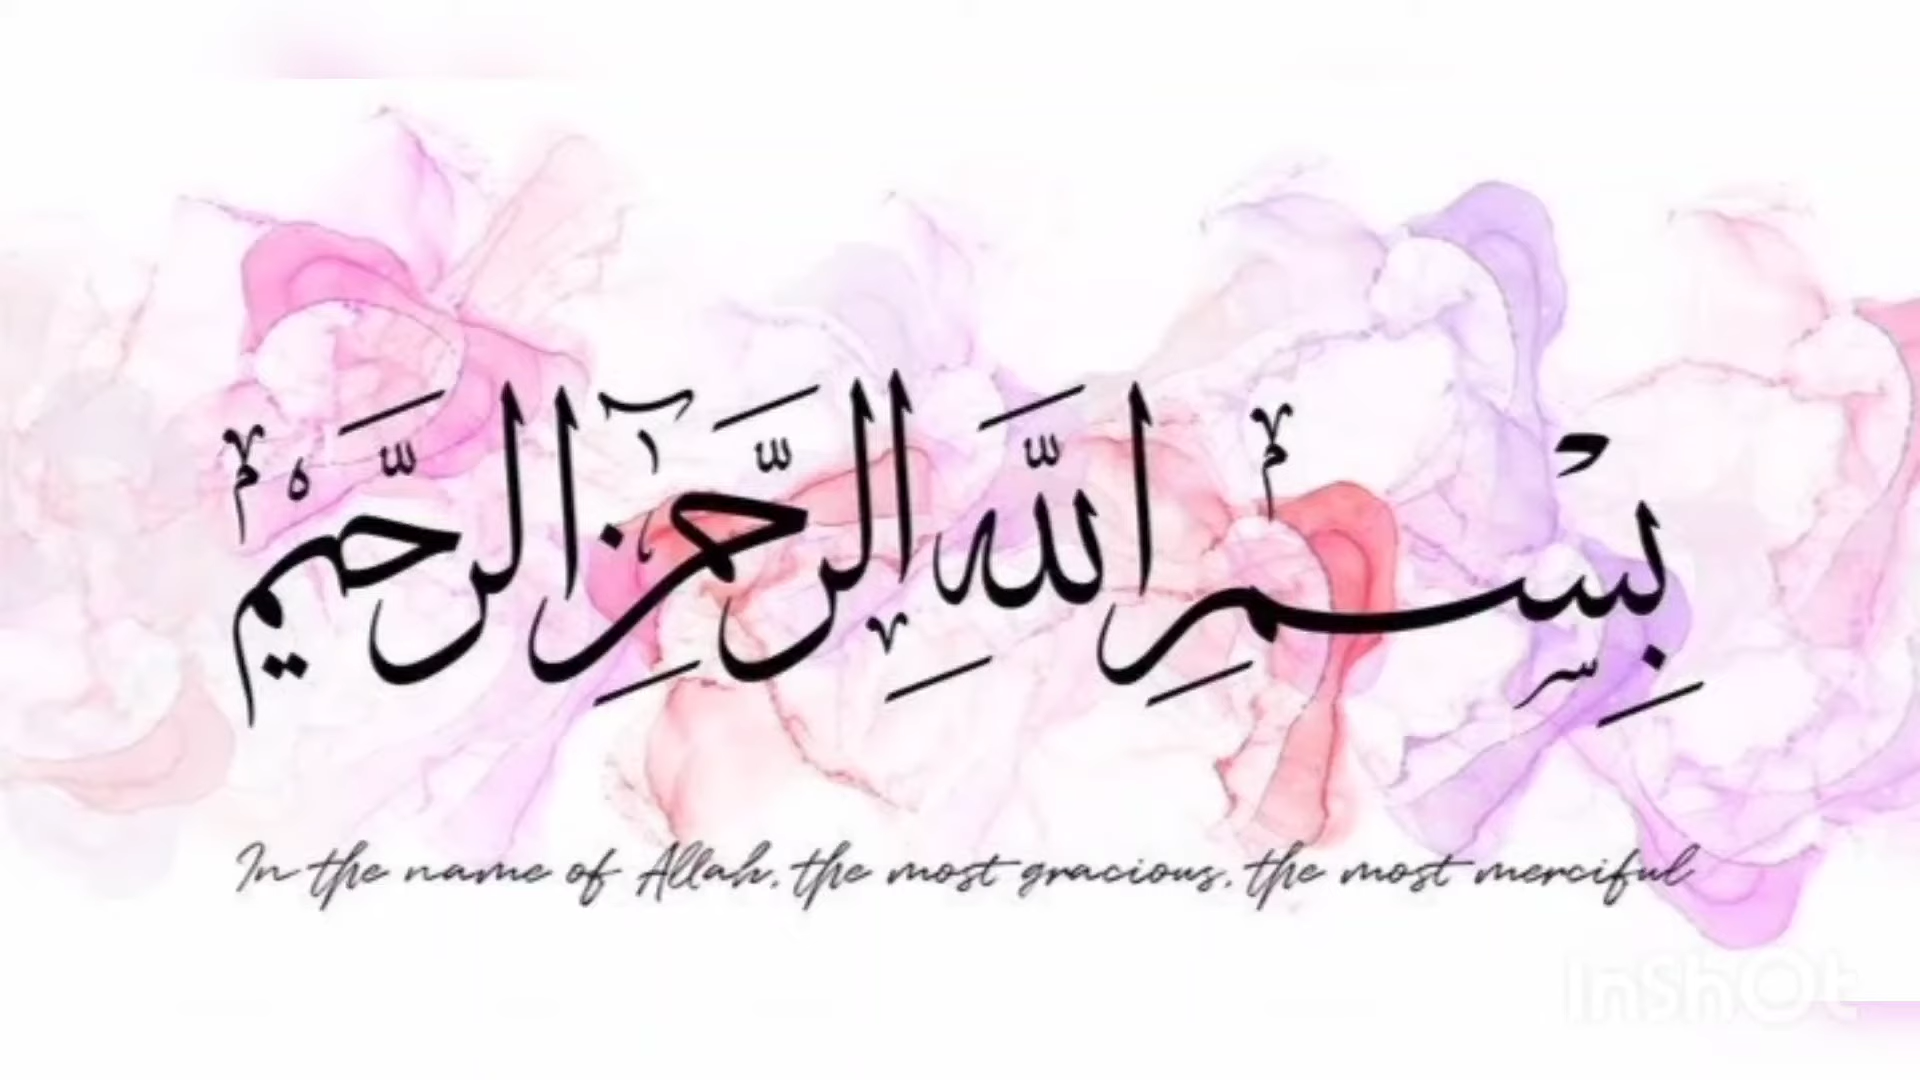 بِسْمِ اللَّهِ الرَّحْمَٰنِ الرَّحِيمِ
In the name of Allah, the most gracious, the most merciful
InShOt